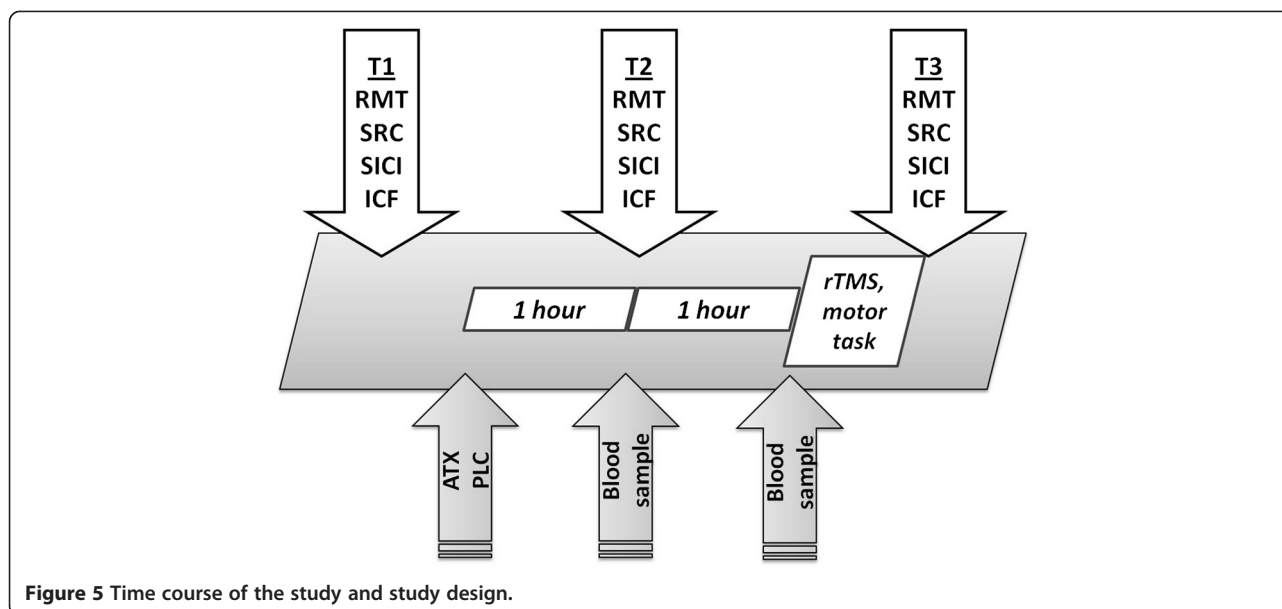 T1
RMT
SRC
SICI
ICF
T2
RMT
SRC
SICI
ICF
T3
RMT
SRC
SICI
ICF
1 hour
1 hour
rTMS,
motor
task
ATX
PLC
Blood
sample
Blood
sample
Figure 5 Time course of the study and study design.